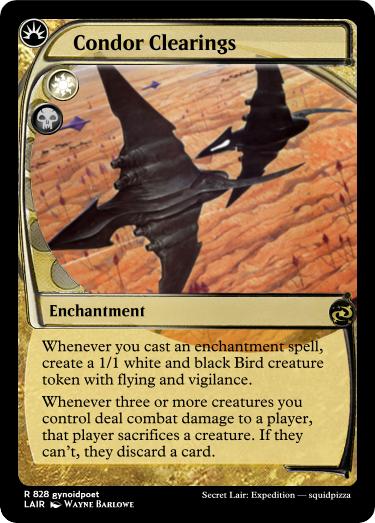 Condor Clearings
Enchantment
Whenever you cast an enchantment spell,
create a 1/1 white and black Bird creature
token with flying and vigilance.
Whenever three or more creatures you
control deal combat damage to a player,
that player sacrifices a creature. If they
can't, they discard a card.
R 828 gynoidpoet
LAIR Wayne Barlowe
Secret Lair: Expedition — squidpizza